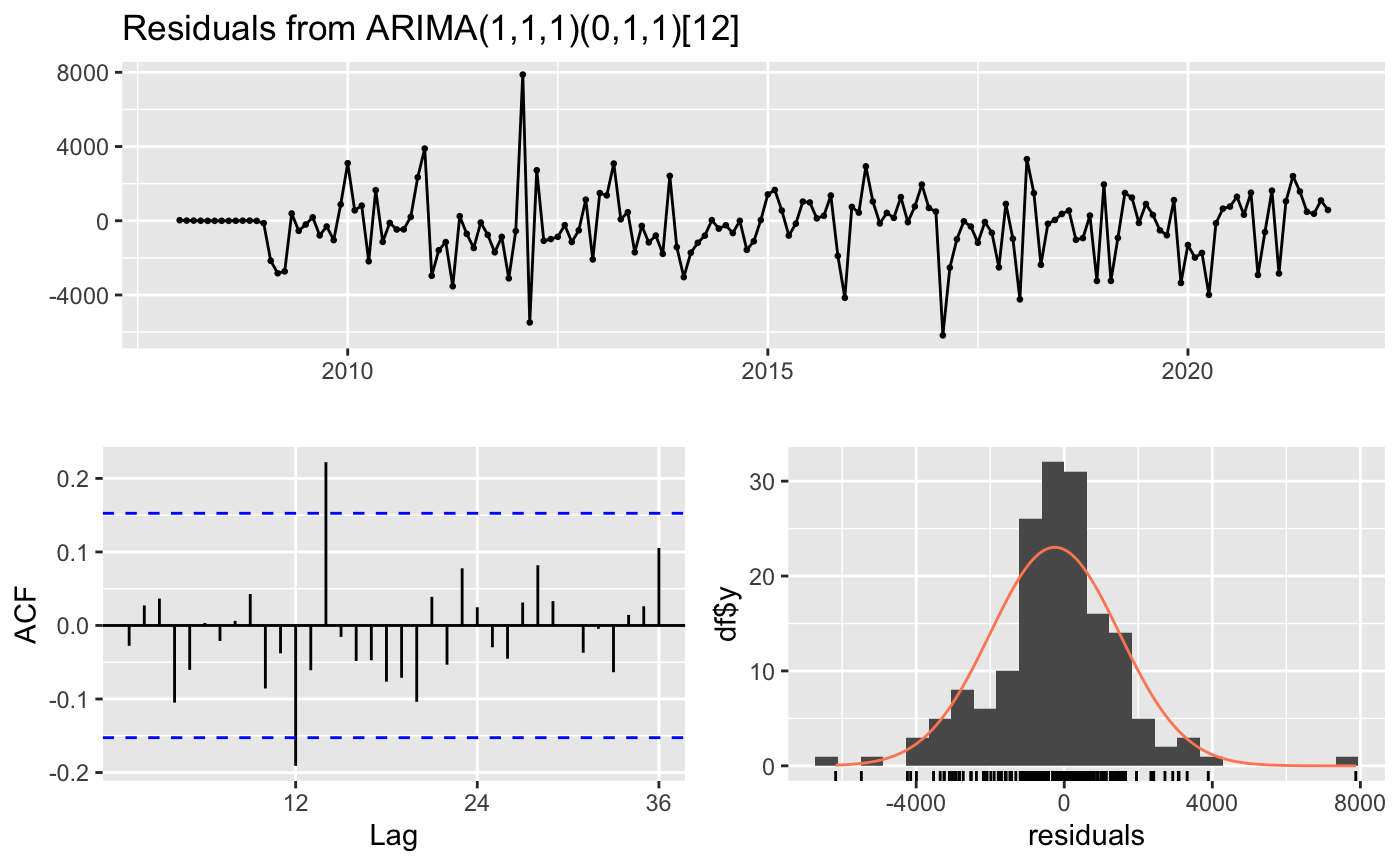 Residuals from ARIMA(1,1,1)(0,1,1)[12]
8000
4000
0
-4000
2010 2015 2020
ACF
0.2
0.1
0.0
-0.1
-0.2
12 24 36
Lag
df$y
30
20
10
0
-4000 0 4000 8000
residuals